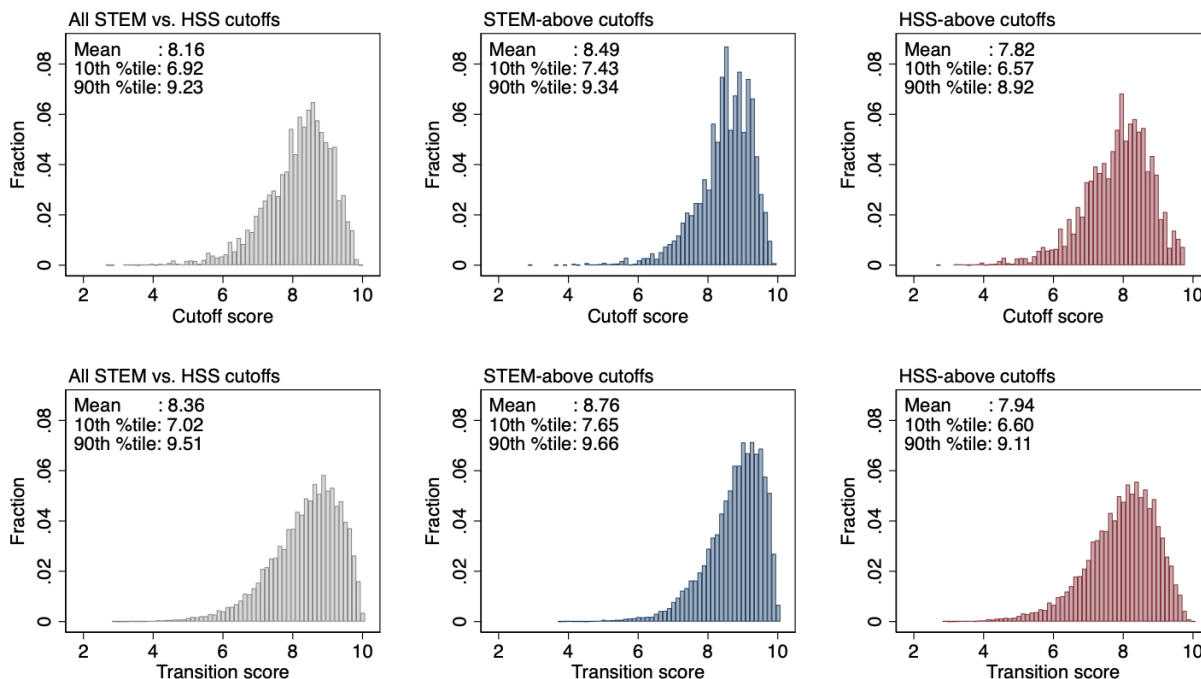 All STEM vs. HSS cutoffs
Mean : 8.16
10th %tile: 6.92
90th %tile: 9.23
Fraction
.08
.06
.04
.02
0
2 4 6 8 10
Cutoff score
STEM-above cutoffs
Mean : 8.49
10th %tile: 7.43
90th %tile: 9.34
Fraction
.08
.06
.04
.02
0
2 4 6 8 10
Cutoff score
HSS-above cutoffs
Mean : 7.82
10th %tile: 6.57
90th %tile: 8.92
Fraction
.08
.06
.04
.02
0
2 4 6 8 10
Cutoff score
All STEM vs. HSS cutoffs
Mean : 8.36
10th %tile: 7.02
90th %tile: 9.51
Fraction
.08
.06
.04
.02
0
2 4 6 8 10
Transition score
STEM-above cutoffs
Mean : 8.76
10th %tile: 7.65
90th %tile: 9.66
Fraction
.08
.06
.04
.02
0
2 4 6 8 10
Transition score
HSS-above cutoffs
Mean : 7.94
10th %tile: 6.60
90th %tile: 9.11
Fraction
.08
.06
.04
.02
0
2 4 6 8 10
Transition score